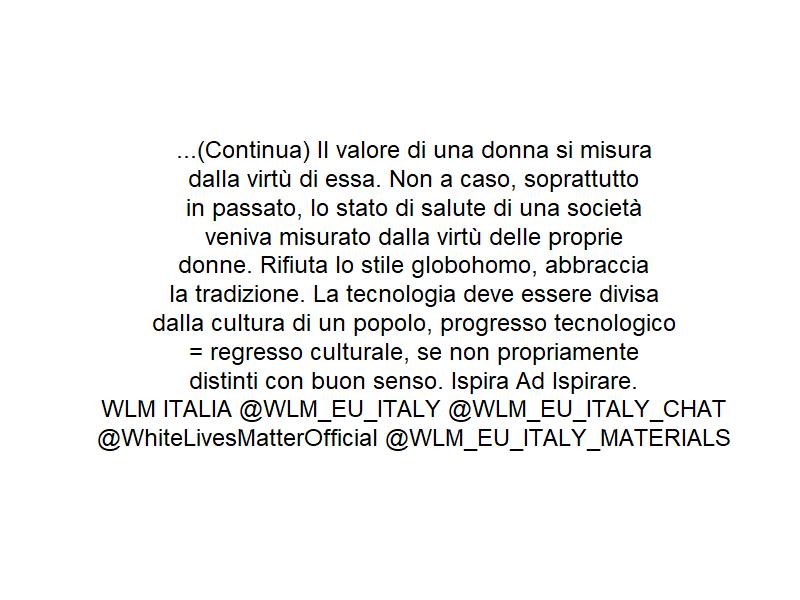 ...(Continua) Il valore di una donna si misura
dalla virtù di essa. Non a caso, soprattutto
in passato, lo stato di salute di una società
veniva misurato dalla virtù delle proprie
donne. Rifiuta lo stile globohomo, abbraccia
la tradizione. La tecnologia deve essere divisa
dalla cultura di un popolo, progresso tecnologico
= regresso culturale, se non propriamente
distinti con buon senso. Ispira Ad Ispirare.
WLM ITALIA @WLM_EU_ITALY @WLM_EU_ITALY_CHAT
@WhiteLivesMatterOfficial @WLM_EU_ITALY_MATERIALS